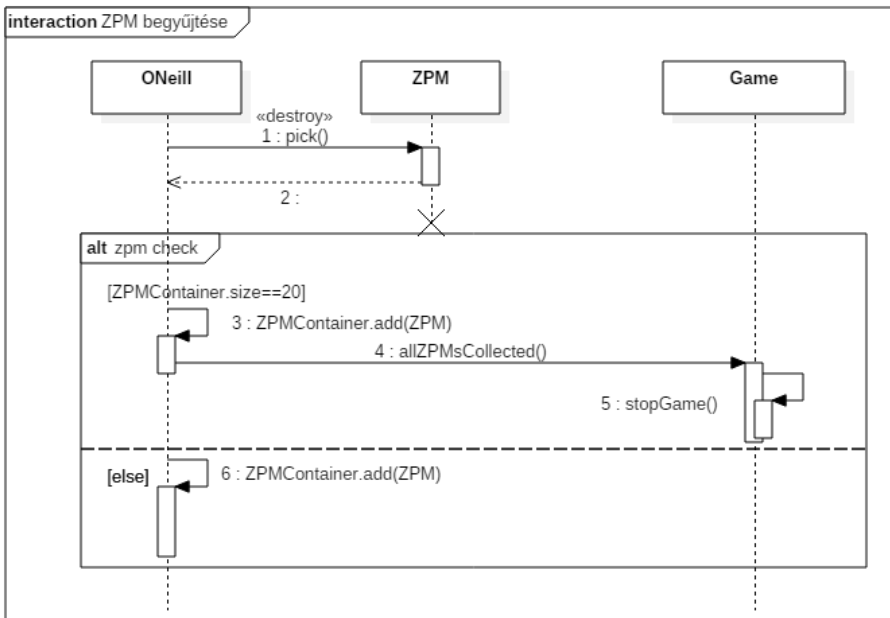 interaction ZPM begyűjtése
ONeill
ZPM
Game
«destroy»
1 : pick()
2 :
alt zpm check
[ZPMContainer.size==20]
3 : ZPMContainer.add(ZPM)
4 : allZPMsCollected()
5 : stopGame()
[else]
6 : ZPMContainer.add(ZPM)